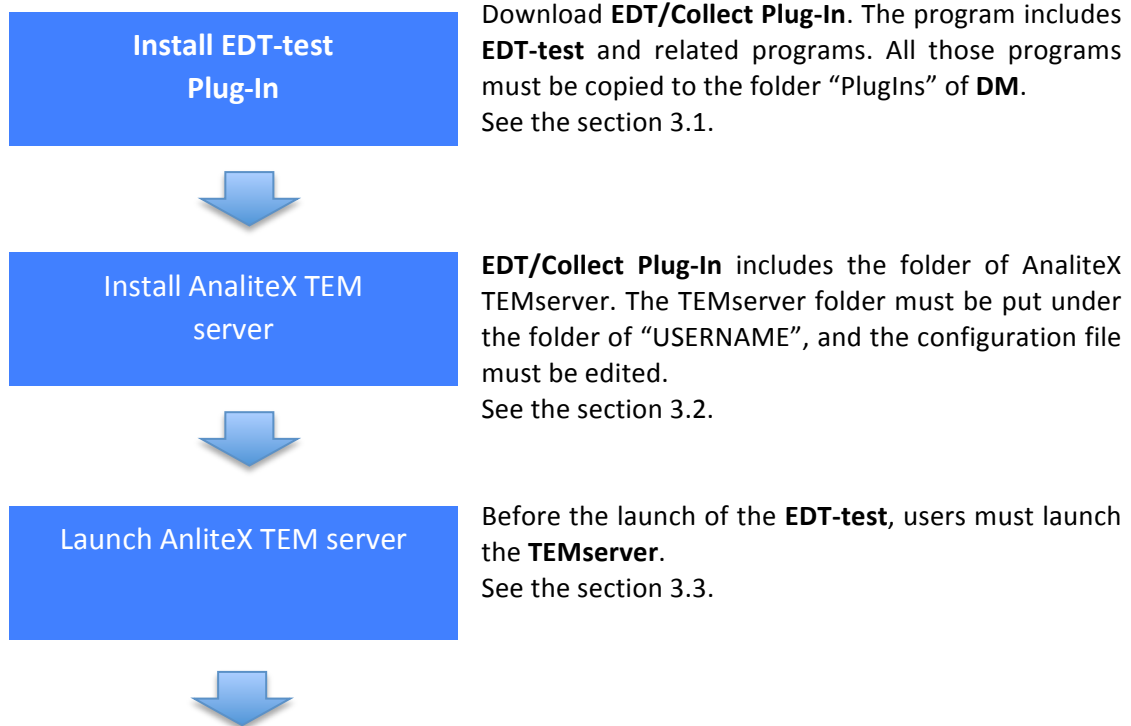 Install EDT-test
Plug-In
Download EDT/Collect Plug-In. The program includes
EDT-test and related programs. All those programs
must be copied to the folder “PlugIns” of DM.
See the section 3.1.
Install AnaliteX TEM
server
EDT/Collect Plug-In includes the folder of AnaliteX
TEMserver. The TEMserver folder must be put under
the folder of “USERNAME”, and the configuration file
must be edited.
See the section 3.2.
Launch AnliteX TEM server
Before the launch of the EDT-test, users must launch
the TEMserver.
See the section 3.3.